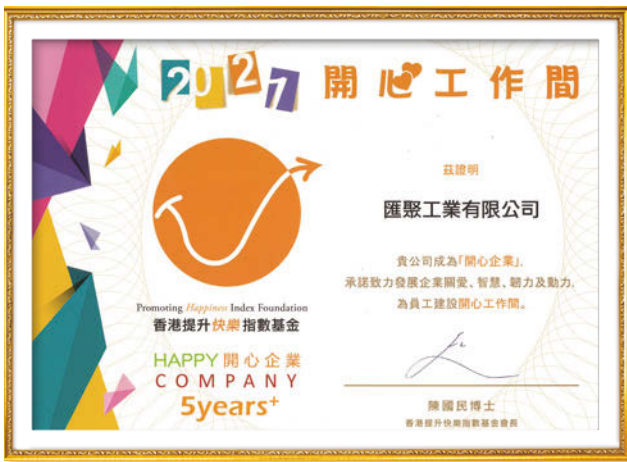 2021 開心工作間
茲證明
匯聚工業有限公司
貴公司成為「開心企業」,
承諾致力發展企業關愛、智慧、韌力及動力,
為員工建設開心工作間。
Promoting Happiness Index Foundation
香港提升快樂指數基金
HAPPY 開心企業
COMPANY
5years+
陳國民博士
香港提升快樂指數基金會長